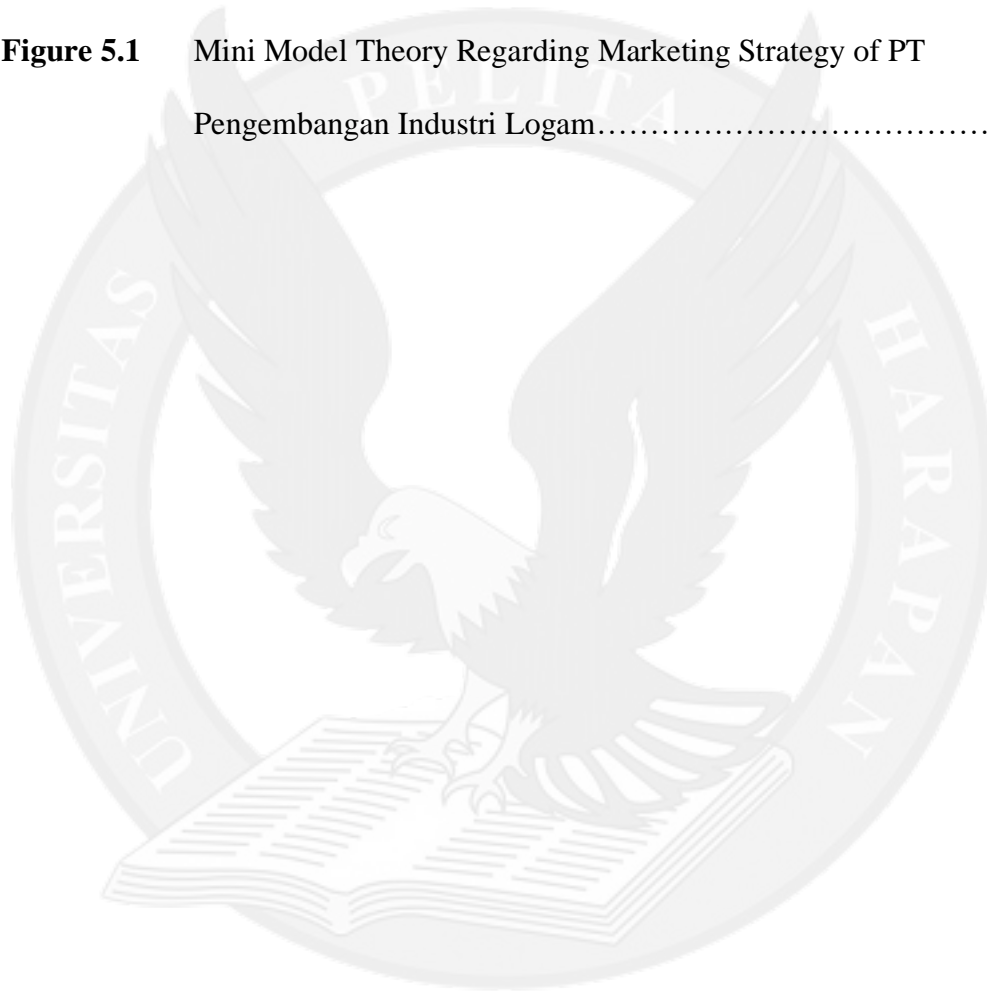 Figure 5.1 Mini Model Theory Regarding Marketing Strategy of PT
Pengembangan Industri Logam……………………………
UNIVERSITAS PELITA HARAPAN